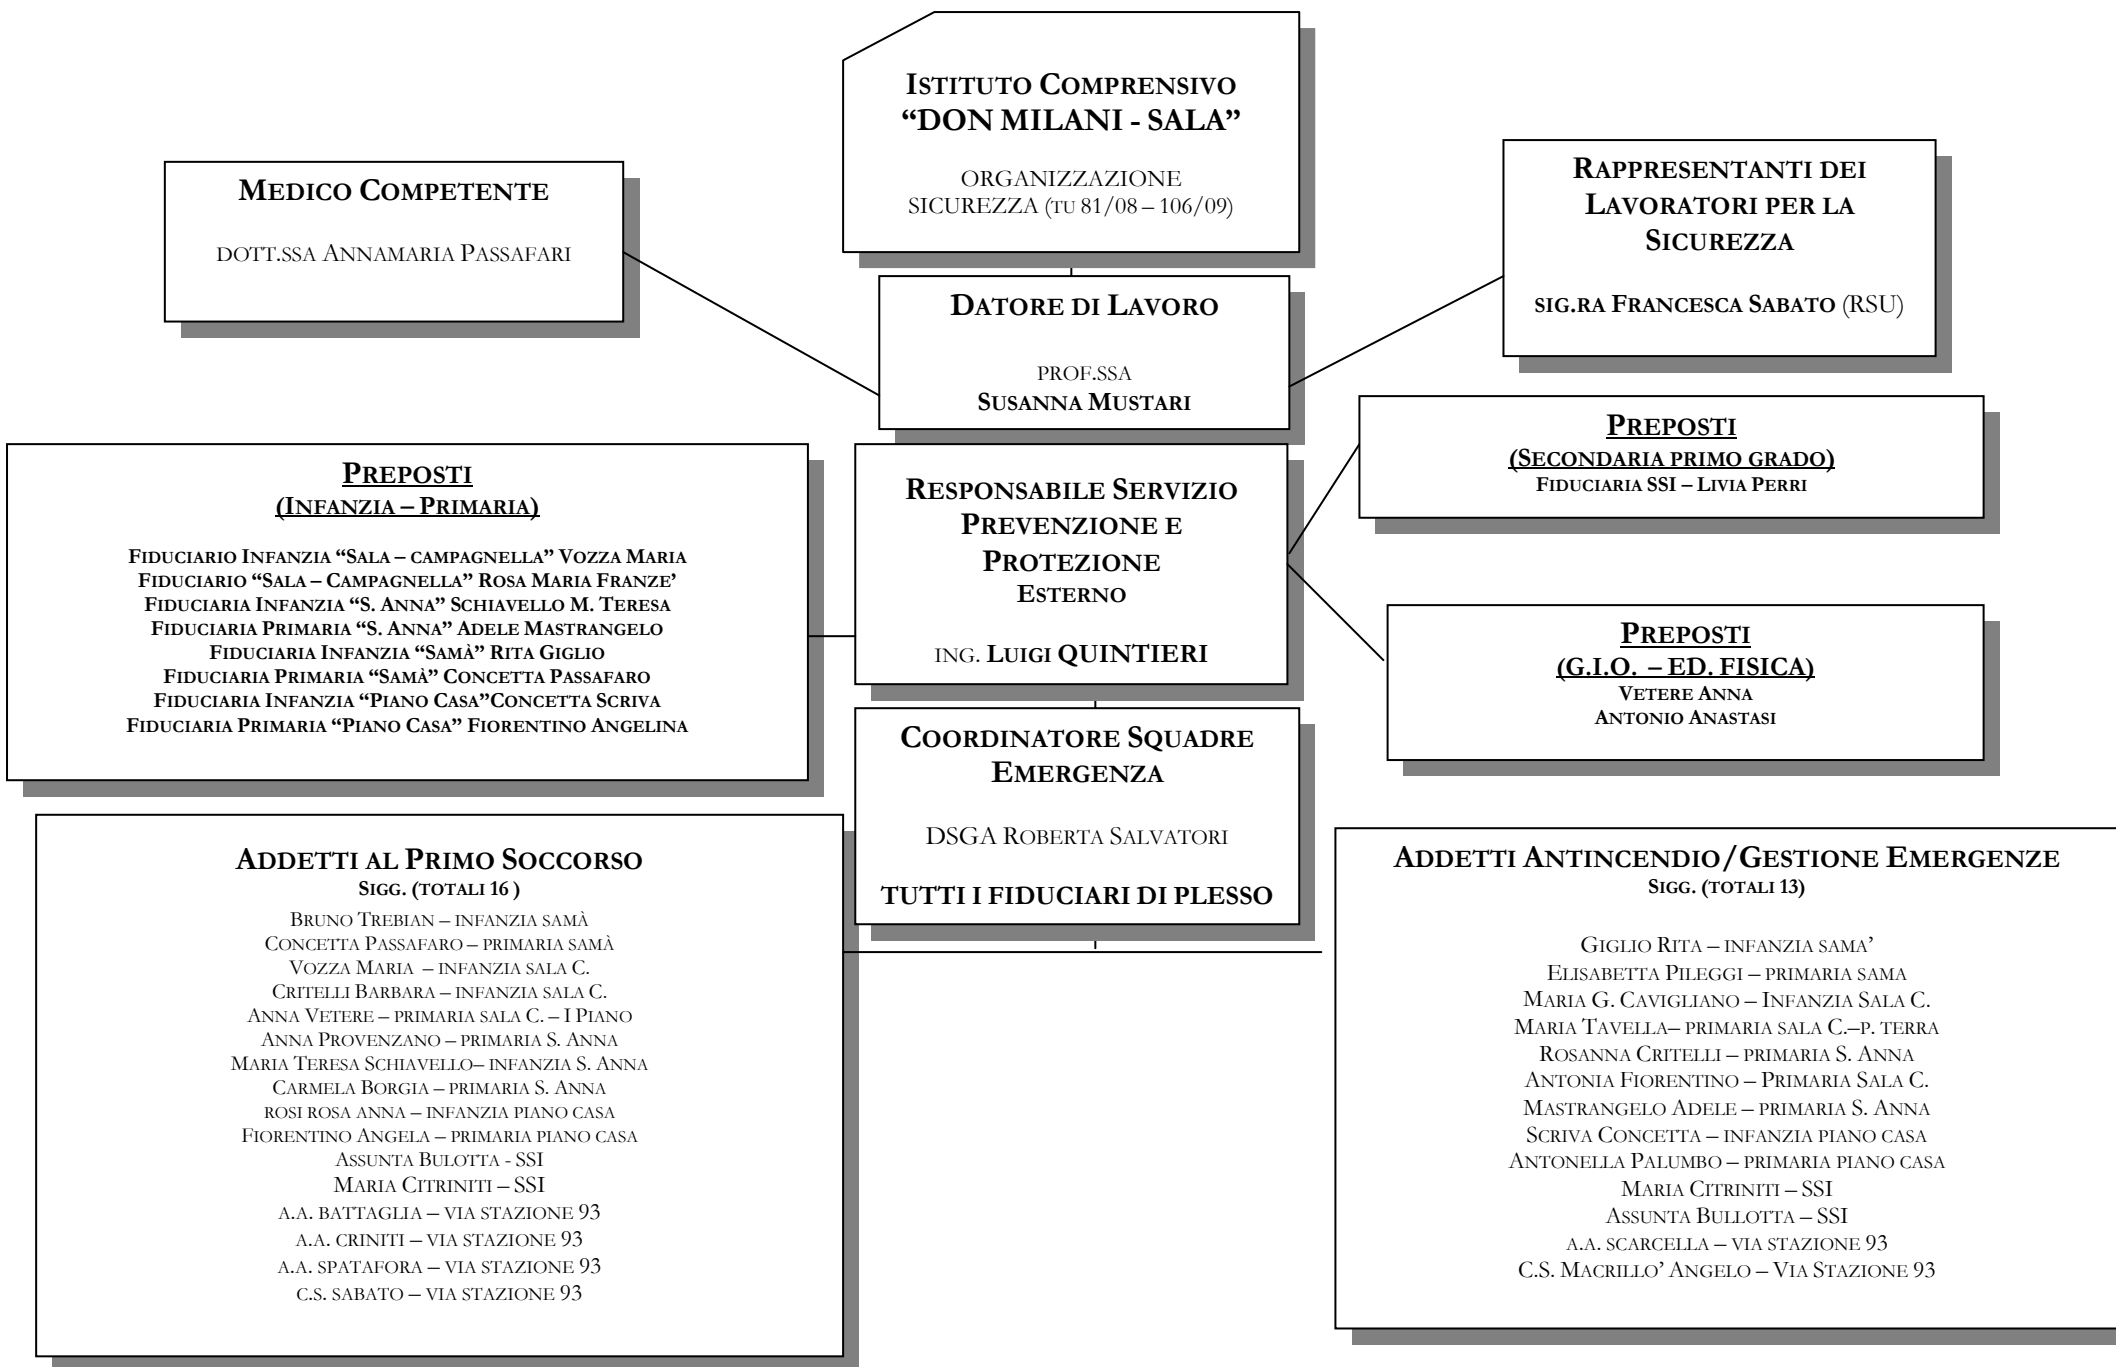 ISTITUTO COMPRENSIVO
“DON MILANI - SALA”
ORGANIZZAZIONE
SICUREZZA (TU 81/08 – 106/09)
MEDICO COMPETENTE
DOTT.SSA ANNAMARIA PASSAFARI
RAPPRESENTANTI DEI
LAVORATORI PER LA
SICUREZZA
SIG.RA FRANCESCA SABATO (RSU)
DATORE DI LAVORO
PROF.SSA
SUSANNA MUSTARI
PREPOSTI
(INFANZIA – PRIMARIA)
FIDUCIARIO INFANZIA “SALA – CAMPAGNELLA” VOZZA MARIA
FIDUCIARIO “SALA – CAMPAGNELLA” ROSA MARIA FRANZE’
FIDUCIARIA INFANZIA “S. ANNA” SCHIAVELLO M. TERESA
FIDUCIARIA PRIMARIA “S. ANNA” ADELE MASTRANGELO
FIDUCIARIA INFANZIA “SAMÀ” RITA GIGLIO
FIDUCIARIA PRIMARIA “SAMÀ” CONCETTA PASSAFARO
FIDUCIARIA INFANZIA “PIANO CASA”CONCETTA SCRIVA
FIDUCIARIA PRIMARIA “PIANO CASA” FIORENTINO ANGELINA
RESPONSABILE SERVIZIO
PREVENZIONE E
PROTEZIONE
ESTERNO
ING. LUIGI QUINTIERI
PREPOSTI
(SECONDARIA PRIMO GRADO)
FIDUCIARIA SSI – LIVIA PERRI
PREPOSTI
(G.I.O. – ED. FISICA)
VETERE ANNA
ANTONIO ANASTASI
COORDINATORE SQUADRE
EMERGENZA
DSGA ROBERTA SALVATORI
TUTTI I FIDUCIARI DI PLESSO
ADDETTI AL PRIMO SOCCORSO
SIGG. (TOTALI 16 )
BRUNO TREBIAN – INFANZIA SAMÀ
CONCETTA PASSAFARO – PRIMARIA SAMÀ
VOZZA MARIA – INFANZIA SALA C.
CRITELLI BARBARA – INFANZIA SALA C.
ANNA VETERE – PRIMARIA SALA C. – I PIANO
ANNA PROVENZANO – PRIMARIA S. ANNA
MARIA TERESA SCHIAVELLO– INFANZIA S. ANNA
CARMELA BORGIA – PRIMARIA S. ANNA
ROSI ROSA ANNA – INFANZIA PIANO CASA
FIORENTINO ANGELA – PRIMARIA PIANO CASA
ASSUNTA BULOTTA - SSI
MARIA CITRINITI – SSI
A.A. BATTAGLIA – VIA STAZIONE 93
A.A. CRINITI – VIA STAZIONE 93
A.A. SPATAFORA – VIA STAZIONE 93
C.S. SABATO – VIA STAZIONE 93
ADDETTI ANTINCENDIO/GESTIONE EMERGENZE
SIGG. (TOTALI 13)
GIGLIO RITA – INFANZIA SAMA’
ELISABETTA PILEGGI – PRIMARIA SAMA
MARIA G. CAVIGLIANO – INFANZIA SALA C.
MARIA TAVELLA– PRIMARIA SALA C.–P. TERRA
ROSANNA CRITELLI – PRIMARIA S. ANNA
ANTONIA FIORENTINO – PRIMARIA SALA C.
MASTRANGELO ADELE – PRIMARIA S. ANNA
SCRIVA CONCETTA – INFANZIA PIANO CASA
ANTONELLA PALUMBO – PRIMARIA PIANO CASA
MARIA CITRINITI – SSI
ASSUNTA BULLOTTA – SSI
A.A. SCARCELLA – VIA STAZIONE 93
C.S. MACRILLO’ ANGELO – VIA STAZIONE 93